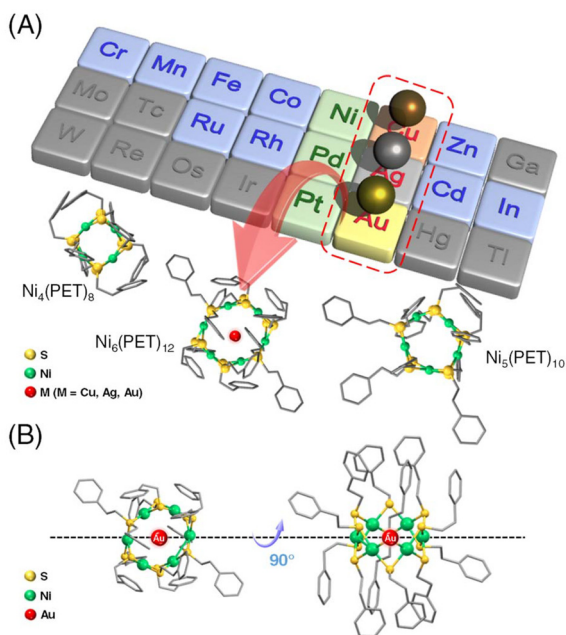 (A)
Cr Mn Fe Co Ni Cu Zn Ga
Mo Tc Ru Rh Pd Ag Cd In
W Re Os Ir Pt Au Hg Tl
Ni4(PET)8
Ni6(PET)12
Ni5(PET)10
S
Ni
M (M = Cu, Ag, Au)
(B)
Au
90°
Au
S
Ni
Au